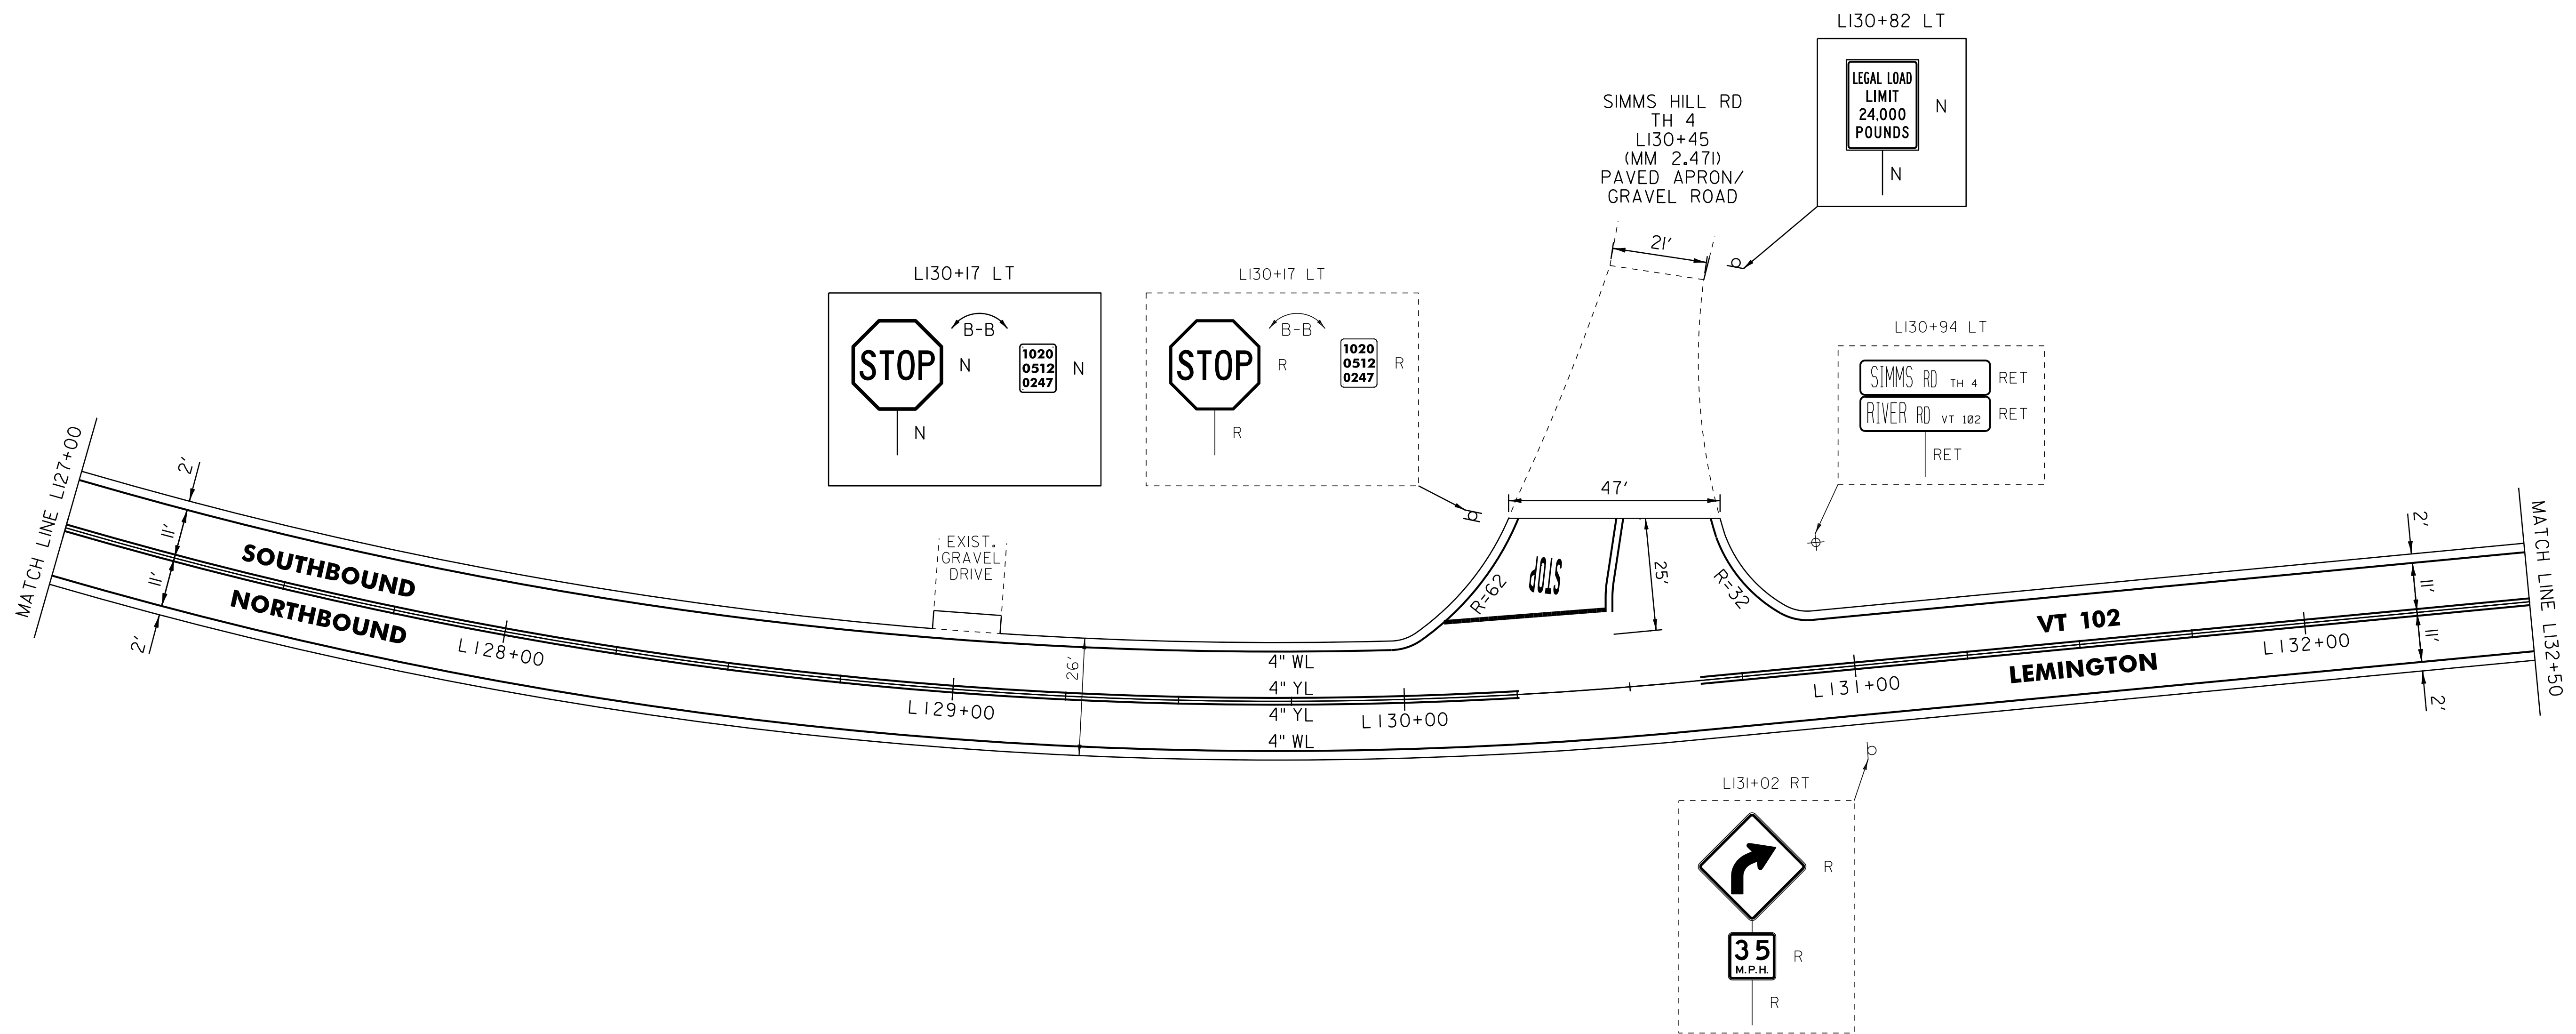 L130+82 LT
LEGAL LOAD
LIMIT
24,000
POUNDS
N
N
SIMMS HILL RD
TH 4
L130+45
(MM 2.471)
PAVED APRON/
GRAVEL ROAD
21'
L130+17 LT
STOP
B-B
N
1020
0512
0247
N
N
L130+17 LT
STOP
B-B
R
1020
0512
0247
R
R
L130+94 LT
SIMMS RD TH 4
RET
RIVER RD VT 102
RET
RET
MATCH LINE L127+00
2'
11'
11'
2'
SOUTHBOUND
NORTHBOUND
L128+00
EXIST.
GRAVEL
DRIVE
L129+00
26'
4" WL
4" YL
4" YL
4" WL
L130+00
47'
R=62
STOP
25'
R=32
L131+00
VT 102
LEMINGTON
L132+00
2'
11'
11'
2'
MATCH LINE L132+50
L131+02 RT
R
35
M.P.H.
R
R